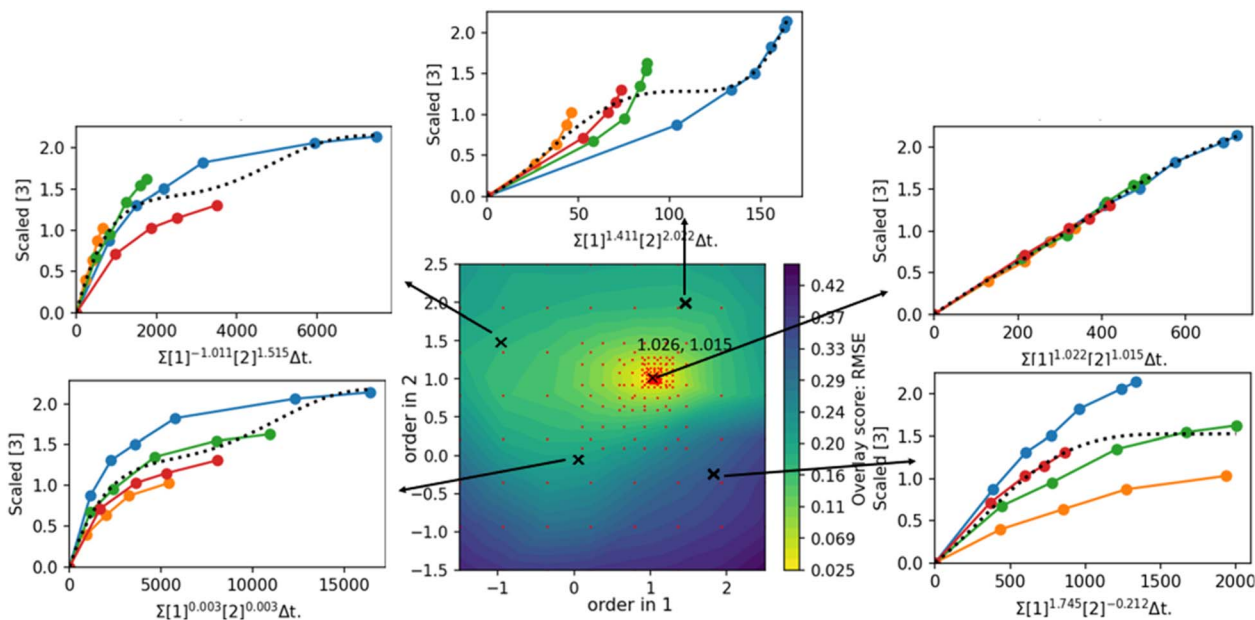 2.0
1.5
1.0
0.5
0.0
Scaled [3]
0 50 100 150
Σ[1]^1.411[2]^2.022Δt.
2.0
1.5
1.0
0.5
0.0
Scaled [3]
0 2000 4000 6000
Σ[1]^−1.011[2]^1.515Δt.
2.0
1.5
1.0
0.5
0.0
Scaled [3]
0 200 400 600
Σ[1]^1.022[2]^1.015Δt.
2.5
2.0
1.5
1.0
0.5
0.0
−0.5
−1.0
−1.5
order in 2
1.026, 1.015
−1 0 1 2
order in 1
0.42
0.37
0.33
0.29
0.24
0.20
0.16
0.11
0.069
0.025
Overlay score: RMSE
2.0
1.5
1.0
0.5
0.0
Scaled [3]
0 5000 10000 15000
Σ[1]^0.003[2]^0.003Δt.
2.0
1.5
1.0
0.5
0.0
Scaled [3]
0 500 1000 1500 2000
Σ[1]^1.745[2]^−0.212Δt.